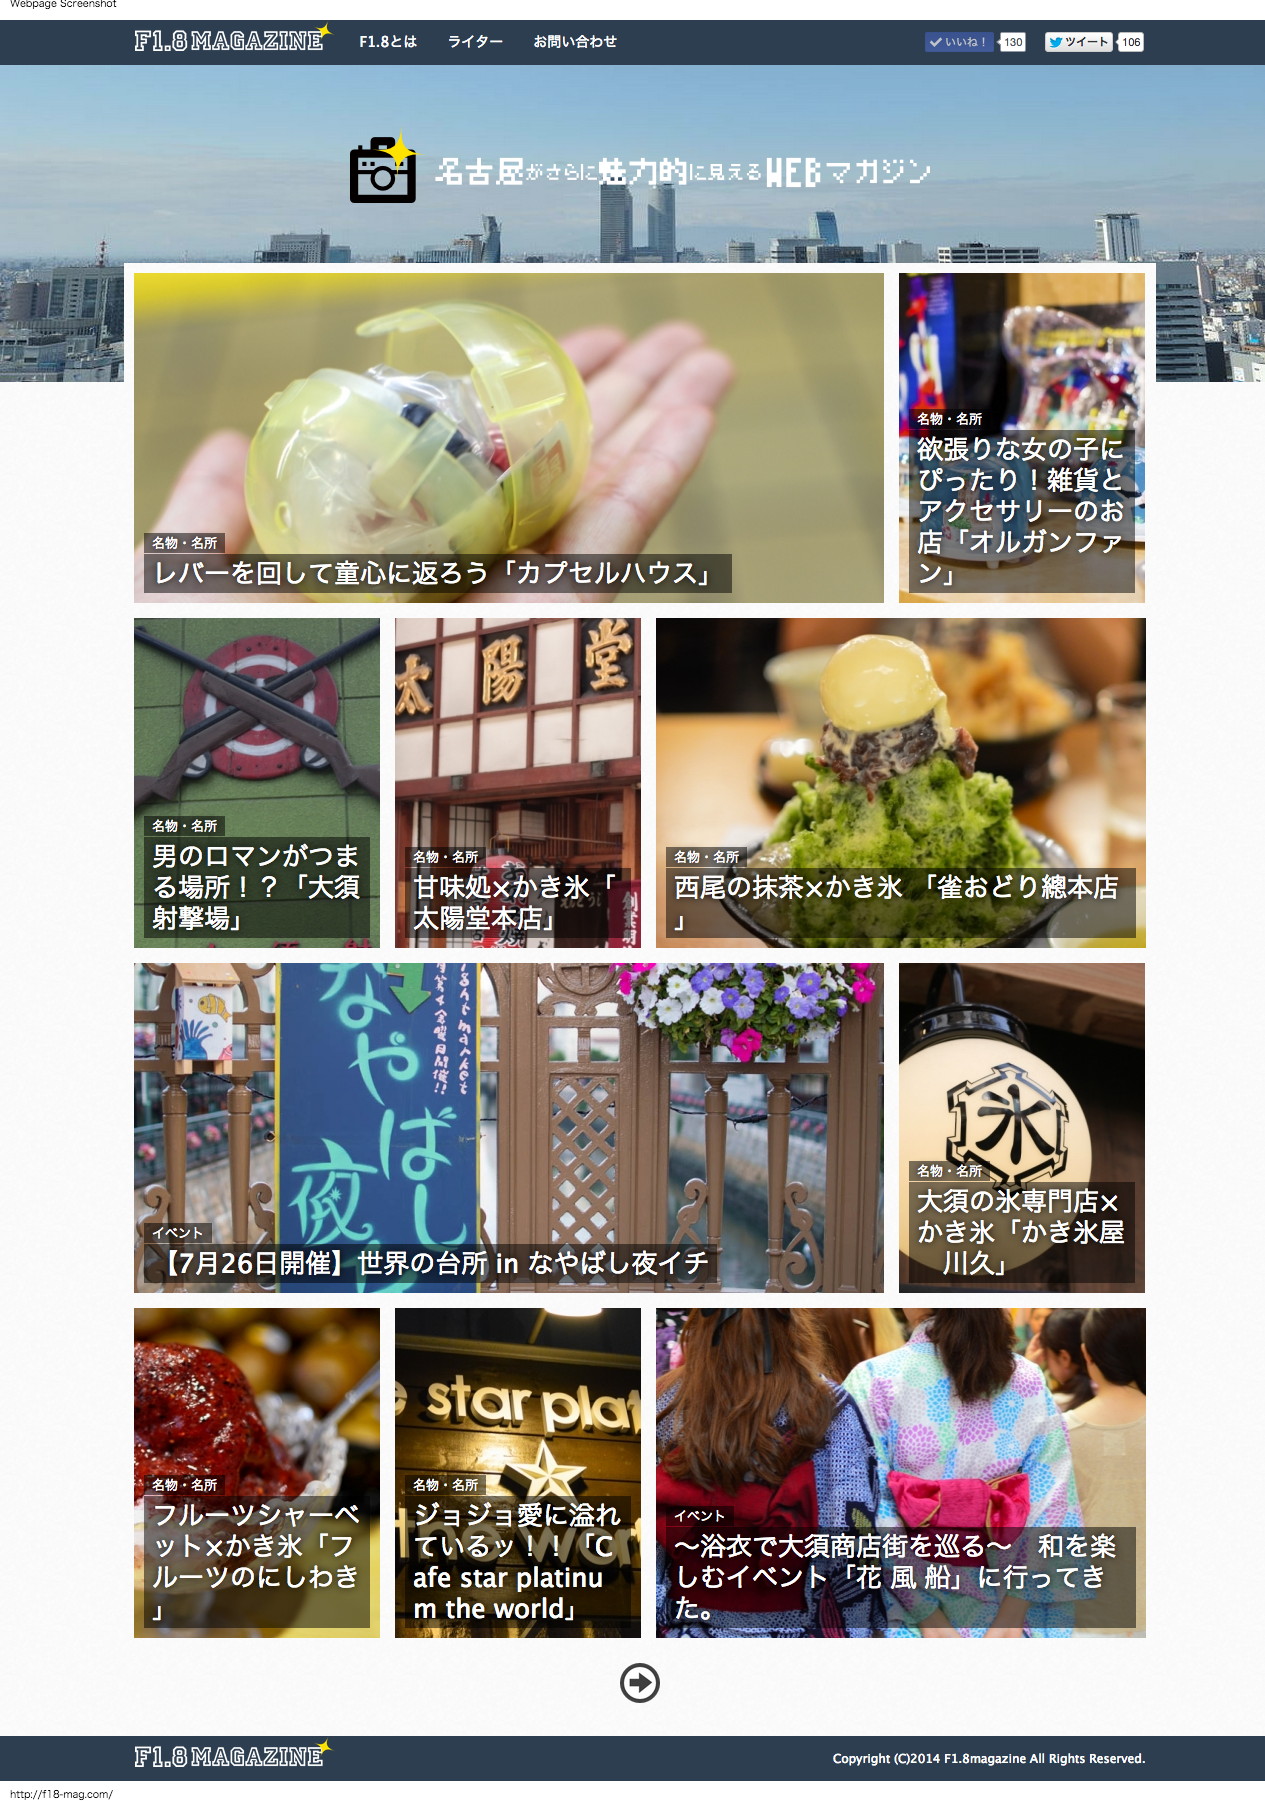 Webpage Screenshot
F1.8 MAGAZINE
F1.8とは
ライター
お問い合わせ
いいね！
130
ツイート
106
名古屋がさらに魅力的に見えるWEBマガジン
名物・名所
レバーを回して童心に返ろう「カプセルハウス」
名物・名所
欲張りな女の子に
ぴったり！雑貨と
アクセサリーのお
店「オルガンファ
ン」
名物・名所
男のロマンがつま
る場所！？「大須
射撃場」
太陽堂
名物・名所
甘味処×かき氷「
太陽堂本店」
名物・名所
西尾の抹茶×かき氷 「雀おどり總本店
」
なやばし
夜
イベント
【7月26日開催】世界の台所 in なやばし夜イチ
名物・名所
大須の氷専門店×
かき氷「かき氷屋
　川久」
名物・名所
フルーツシャーベ
ット×かき氷「フ
ルーツのにしわき
」
e star plat
the wor
名物・名所
ジョジョ愛に溢れ
ているッ！！「C
afe star platinu
m the world」
イベント
～浴衣で大須商店街を巡る～　和を楽
しむイベント「花 風 船」に行ってき
た。
F1.8 MAGAZINE
Copyright (C)2014 F1.8magazine All Rights Reserved.
http://f18-mag.com/